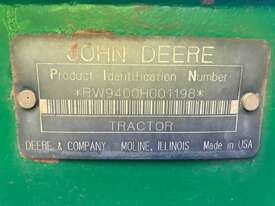 JOHN DEERE
Product Identification Number
*RW9400H001198*
TRACTOR
DEERE & COMPANY MOLINE, ILLINOIS Made in USA